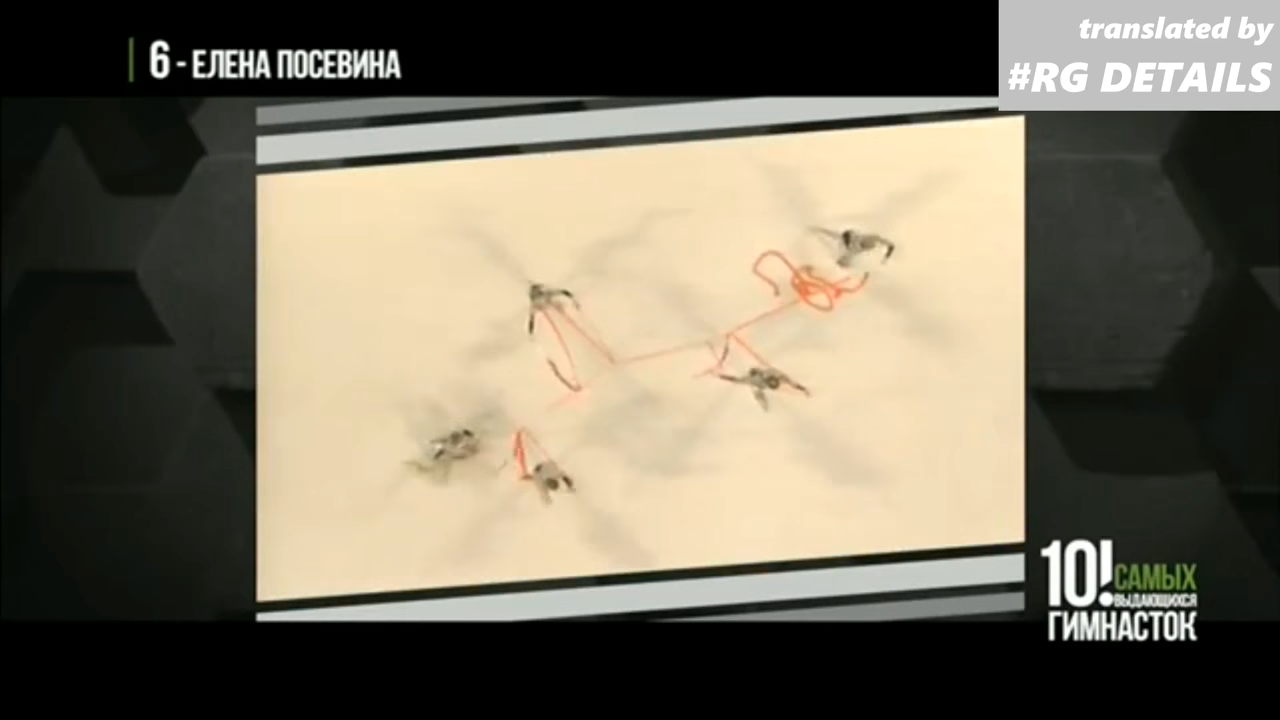 6 - ЕЛЕНА ПОСЕВИНА
translated by
#RG DETAILS
10! САМЫХ
ВЫДАЮЩИХСЯ
ГИМНАСТОК